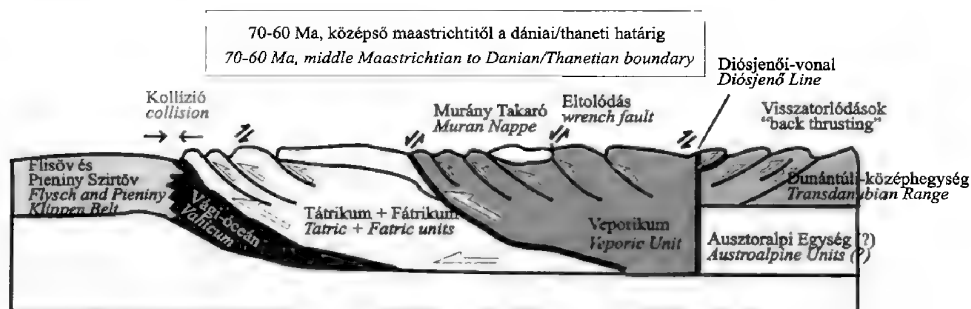 70-60 Ma, középső maastrichtitől a dániai/thaneti határig
70-60 Ma, middle Maastrichtian to Danian/Thanetian boundary
Diósjenői-vonal
Diósjenő Line
Kollízió
collision
Murány Takaró
Muran Nappe
Eltolódás
wrench fault
Visszatorlódások
"back thrusting"
Flisöv és
Pieniny Szirtöv
Flysch and Pieniny
Klippen Belt
Vági-óceán
Vahicum
Tátrikum + Fátrikum
Tatric + Fatric units
Veporikum
Veporic Unit
Dunántúli-középhegység
Transdanubian Range
Ausztoralpi Egység (?)
Austroalpine Units (?)